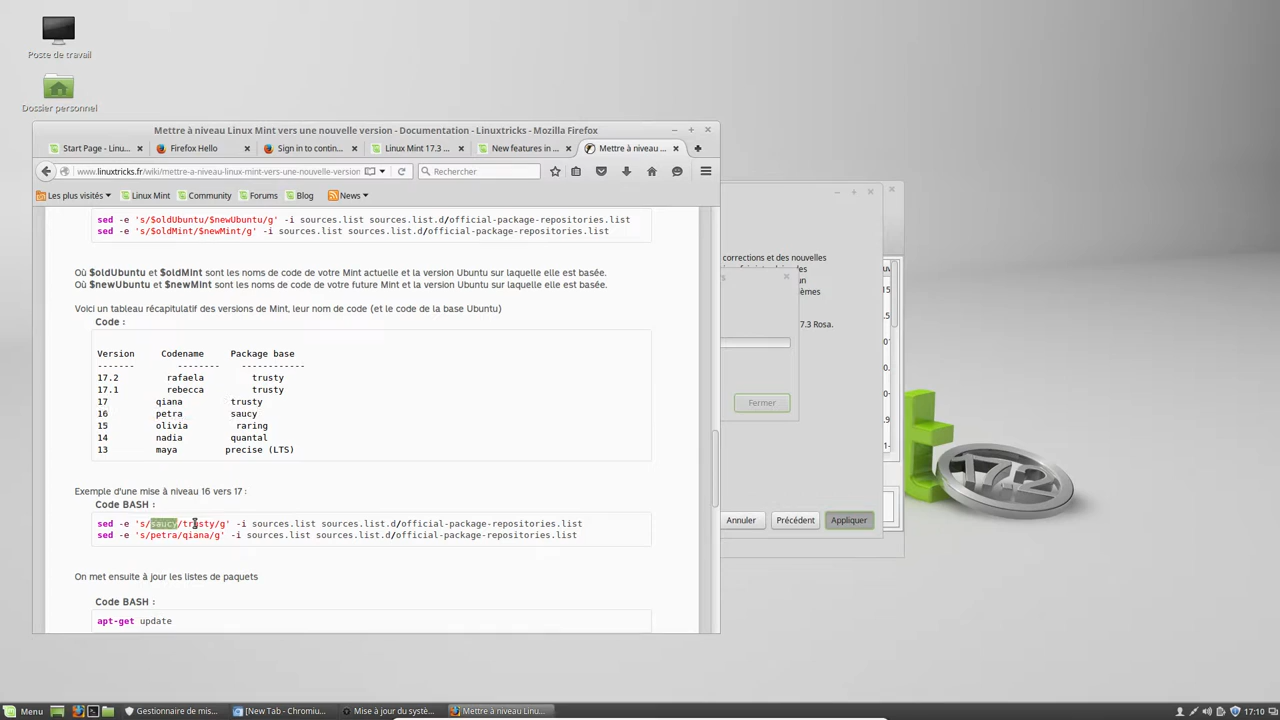 Poste de travail
Dossier personnel
Mettre à niveau Linux Mint vers une nouvelle version - Documentation - Linuxtricks - Mozilla Firefox
Start Page - Linu... Firefox Hello Sign in to contin... Linux Mint 17.3 ... New features in ... Mettre à niveau ...
www.linuxtricks.fr/wiki/mettre-a-niveau-linux-mint-vers-une-nouvelle-version Rechercher
Les plus visités Linux Mint Community Forums Blog News
sed -e 's/$oldUbuntu/$newUbuntu/g' -i sources.list sources.list.d/official-package-repositories.list
sed -e 's/$oldMint/$newMint/g' -i sources.list sources.list.d/official-package-repositories.list
corrections et des nouvelles
Où $oldUbuntu et $oldMint sont les noms de code de votre Mint actuelle et la version Ubuntu sur laquelle elle est basée.
Où $newUbuntu et $newMint sont les noms de code de votre future Mint et la version Ubuntu sur laquelle elle est basée.
Voici un tableau récapitulatif des versions de Mint, leur nom de code (et le code de la base Ubuntu)
Code :
7.3 Rosa.
Version Codename Package base
------- -------- ------------
17.2 rafaela trusty
17.1 rebecca trusty
17 qiana trusty
16 petra saucy
15 olivia raring
14 nadia quantal
13 maya precise (LTS)
Fermer
17.2
Exemple d'une mise à niveau 16 vers 17 :
Code BASH :
sed -e 's/saucy/trusty/g' -i sources.list sources.list.d/official-package-repositories.list
sed -e 's/petra/qiana/g' -i sources.list sources.list.d/official-package-repositories.list
Annuler Précédent Appliquer
On met ensuite à jour les listes de paquets
Code BASH :
apt-get update
Menu Gestionnaire de mis... [New Tab - Chromiu... Mise à jour du systè... Mettre à niveau Linu... 17:10